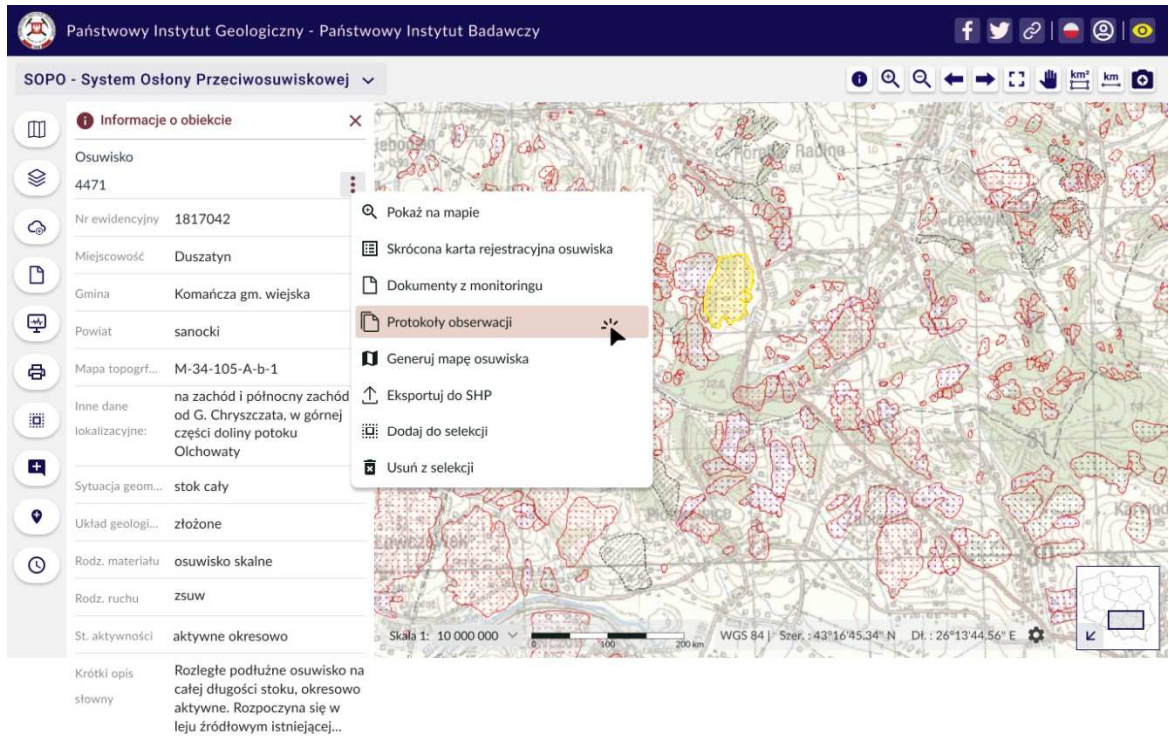 Państwowy Instytut Geologiczny - Państwowy Instytut Badawczy
SOPO - System Osłony Przeciwosuwiskowej
km²
km
Informacje o obiekcie
Osuwisko
4471
Nr ewidencyjny 1817042
Miejscowość Duszatyn
Gmina Komańcza gm. wiejska
Powiat sanocki
Mapa topogrf... M-34-105-A-b-1
Inne dane lokalizacyjne:
na zachód i północny zachód
od G. Chryszczata, w górnej
części doliny potoku
Olchowaty
Sytuacja geom... stok cały
Układ geologi... złożone
Rodz. materiału osuwisko skalne
Rodz. ruchu zsuw
St. aktywności aktywne okresowo
Krótki opis
słowny
Rozległe podłużne osuwisko na
całej długości stoku, okresowo
aktywne. Rozpoczyna się w
leju źródłowym istniejącej...
Pokaż na mapie
Skrócona karta rejestracyjna osuwiska
Dokumenty z monitoringu
Protokoły obserwacji
Generuj mapę osuwiska
Eksportuj do SHP
Dodaj do selekcji
Usuń z selekcji
Radlna
Skala 1: 10 000 000
0 100 200 km
WGS 84 | Szer. : 43°16'45.34" N Dł. : 26°13'44.56" E